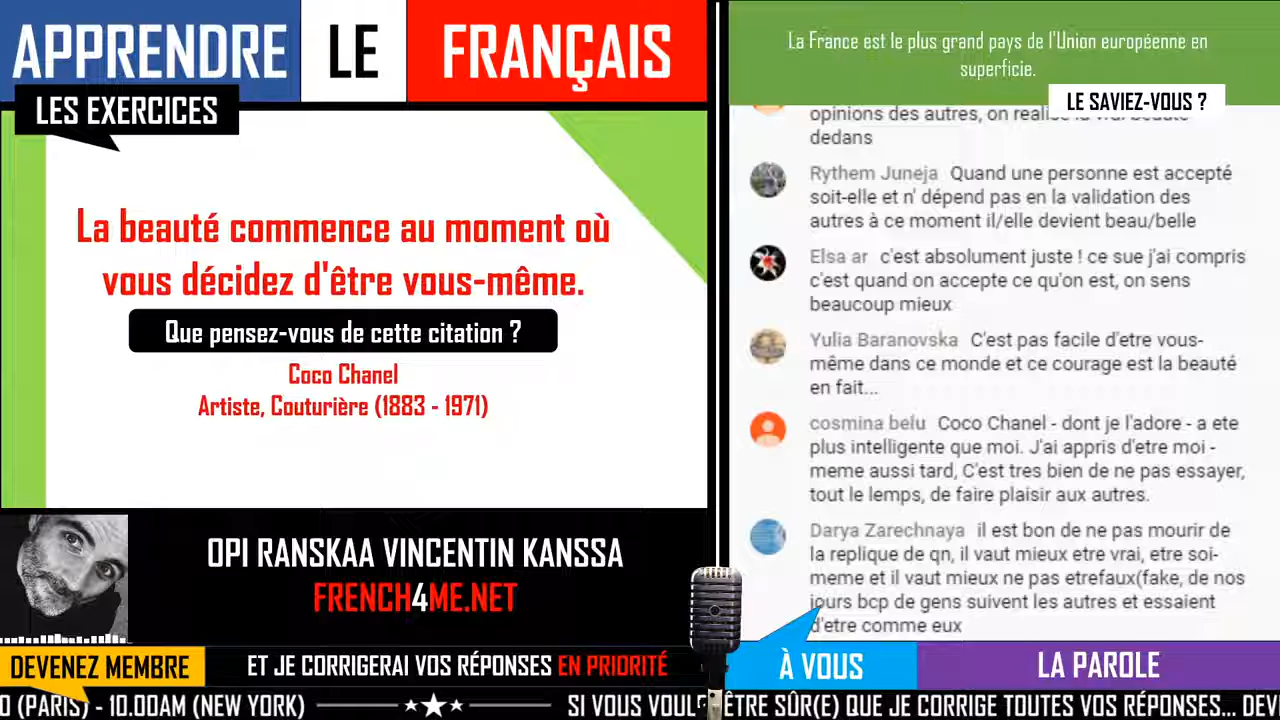 APPRENDRE LE FRANÇAIS
LES EXERCICES
La beauté commence au moment où
vous décidez d'être vous-même.
Que pensez-vous de cette citation ?
Coco Chanel
Artiste, Couturière (1883 - 1971)
OPI RANSKAA VINCENTIN KANSSA
FRENCH4ME.NET
DEVENEZ MEMBRE
ET JE CORRIGERAI VOS RÉPONSES EN PRIORITÉ
La France est le plus grand pays de l'Union européenne en
superficie.
LE SAVIEZ-VOUS ?
opinions des autres, on realise la vrai beauté
dedans
Rythem Juneja Quand une personne est accepté
soit-elle et n' dépend pas en la validation des
autres à ce moment il/elle devient beau/belle
Elsa ar c'est absolument juste ! ce sue j'ai compris
c'est quand on accepte ce qu'on est, on sens
beaucoup mieux
Yulia Baranovska C'est pas facile d'etre vous-
même dans ce monde et ce courage est la beauté
en fait...
cosmina belu Coco Chanel - dont je l'adore - a ete
plus intelligente que moi. J'ai appris d'etre moi -
meme aussi tard, C'est tres bien de ne pas essayer,
tout le lemps, de faire plaisir aux autres.
Darya Zarechnaya il est bon de ne pas mourir de
la replique de qn, il vaut mieux etre vrai, etre soi-
meme et il vaut mieux ne pas etrefaux(fake, de nos
jours bcp de gens suivent les autres et essaient
d'etre comme eux
À VOUS
LA PAROLE
O (PARIS) - 10.00AM (NEW YORK) SI VOUS VOUL ÊTRE SÛR(E) QUE JE CORRIGE TOUTES VOS RÉPONSES... DEV